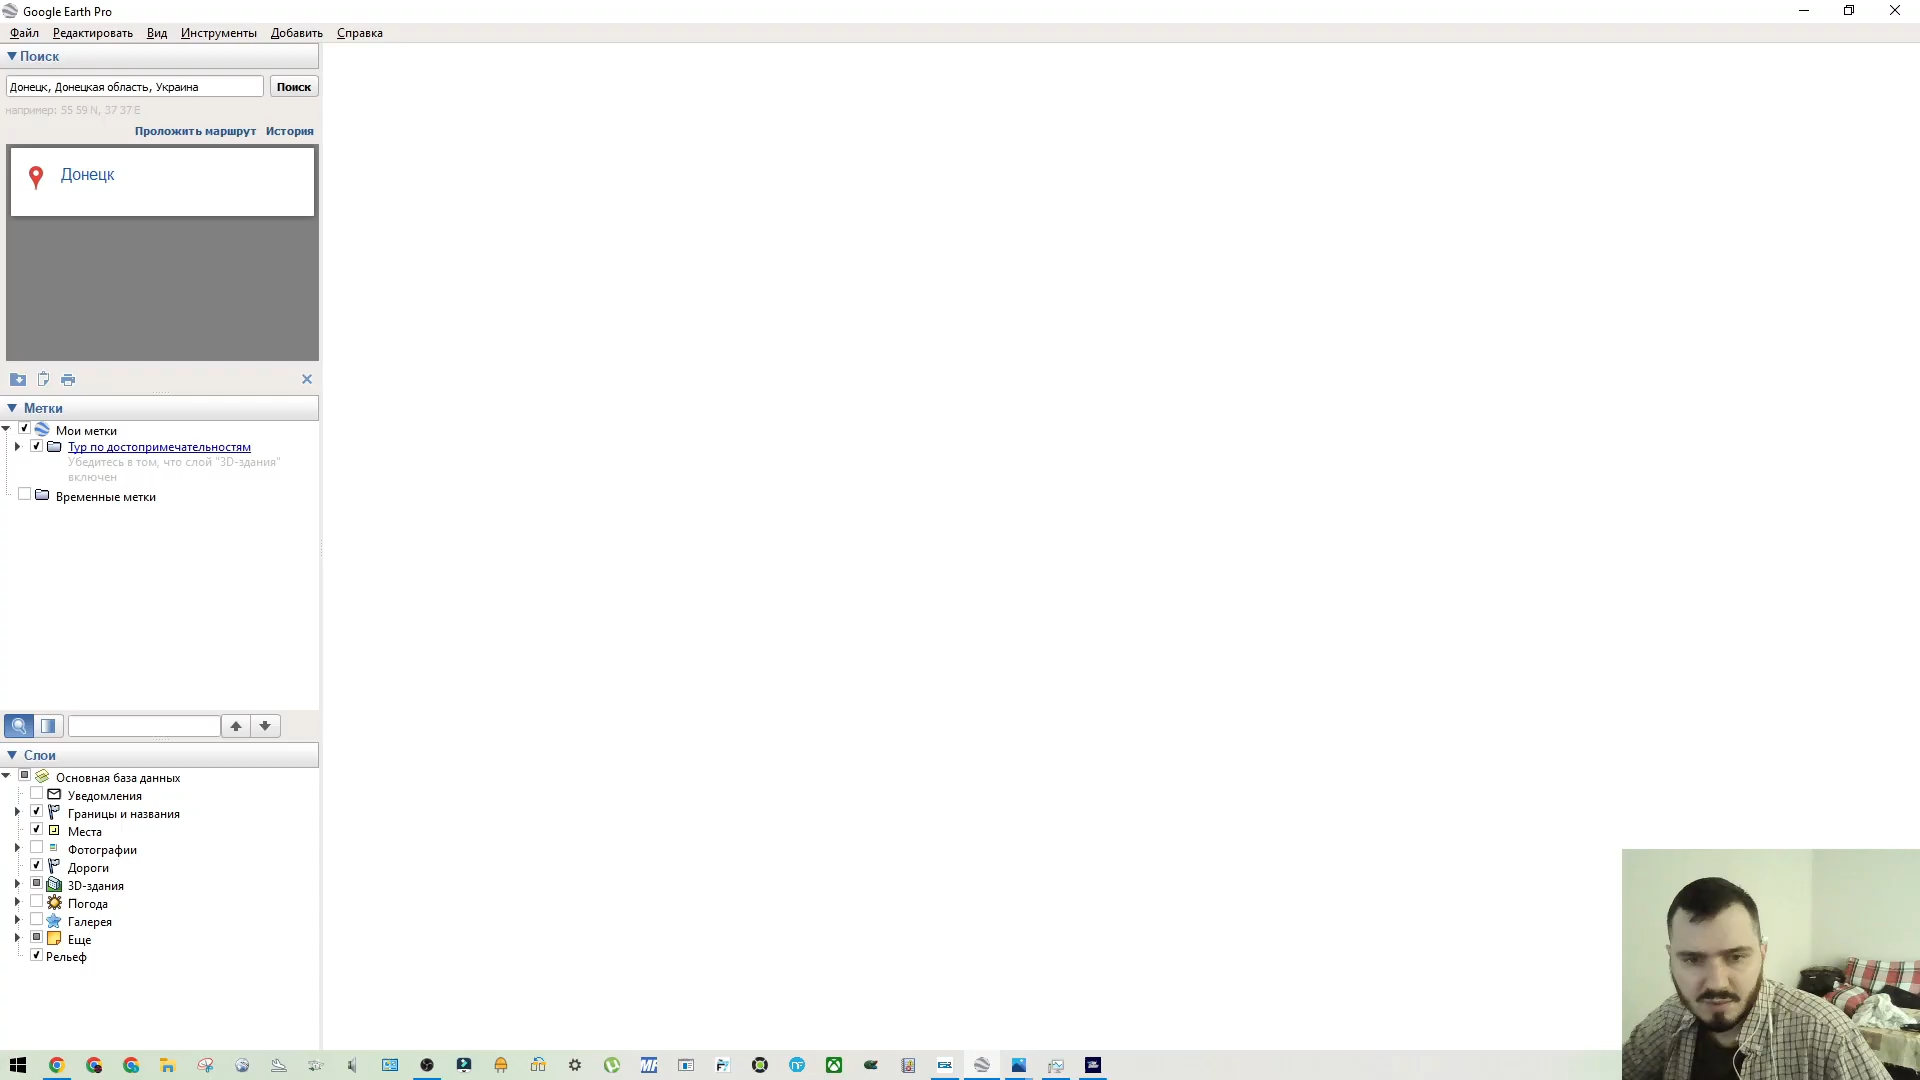 Google Earth Pro
Файл Редактировать Вид Инструменты Добавить Справка
Поиск
Донецк, Донецкая область, Украина Поиск
например: 55 59 N, 37 37 E
Проложить маршрут История
Донецк
Метки
Мои метки
Тур по достопримечательностям
Убедитесь в том, что слой "3D-здания"
включен
Временные метки
Слои
Основная база данных
Уведомления
Границы и названия
Места
Фотографии
Дороги
3D-здания
Погода
Галерея
Еще
Рельеф